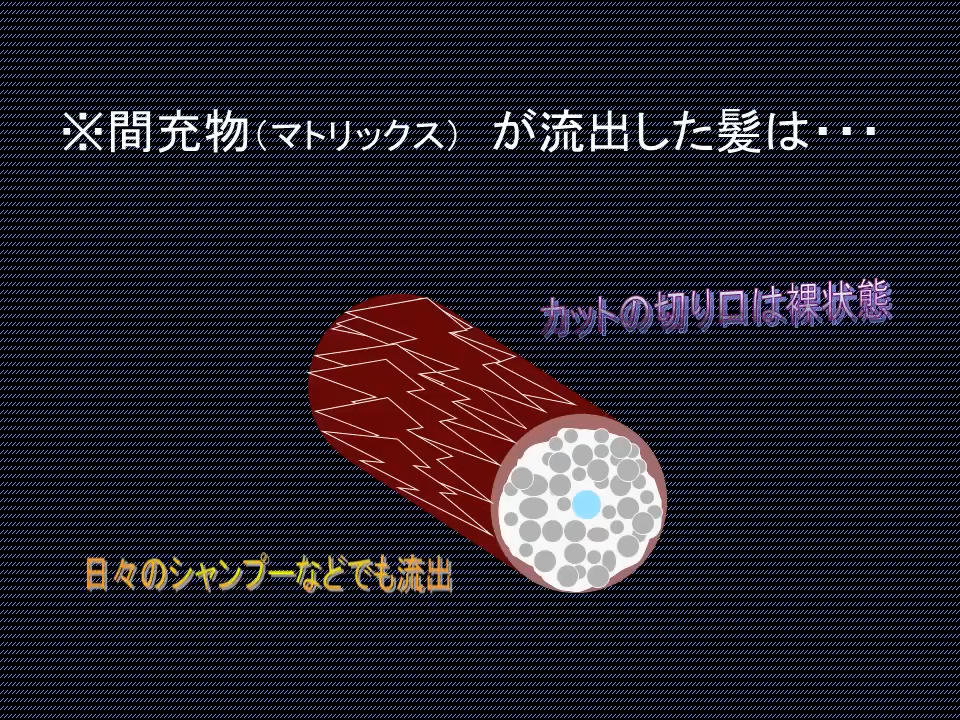 ※間充物(マトリックス) が流出した髪は・・・
カットの切り口は裸状態
日々のシャンプーなどでも流出